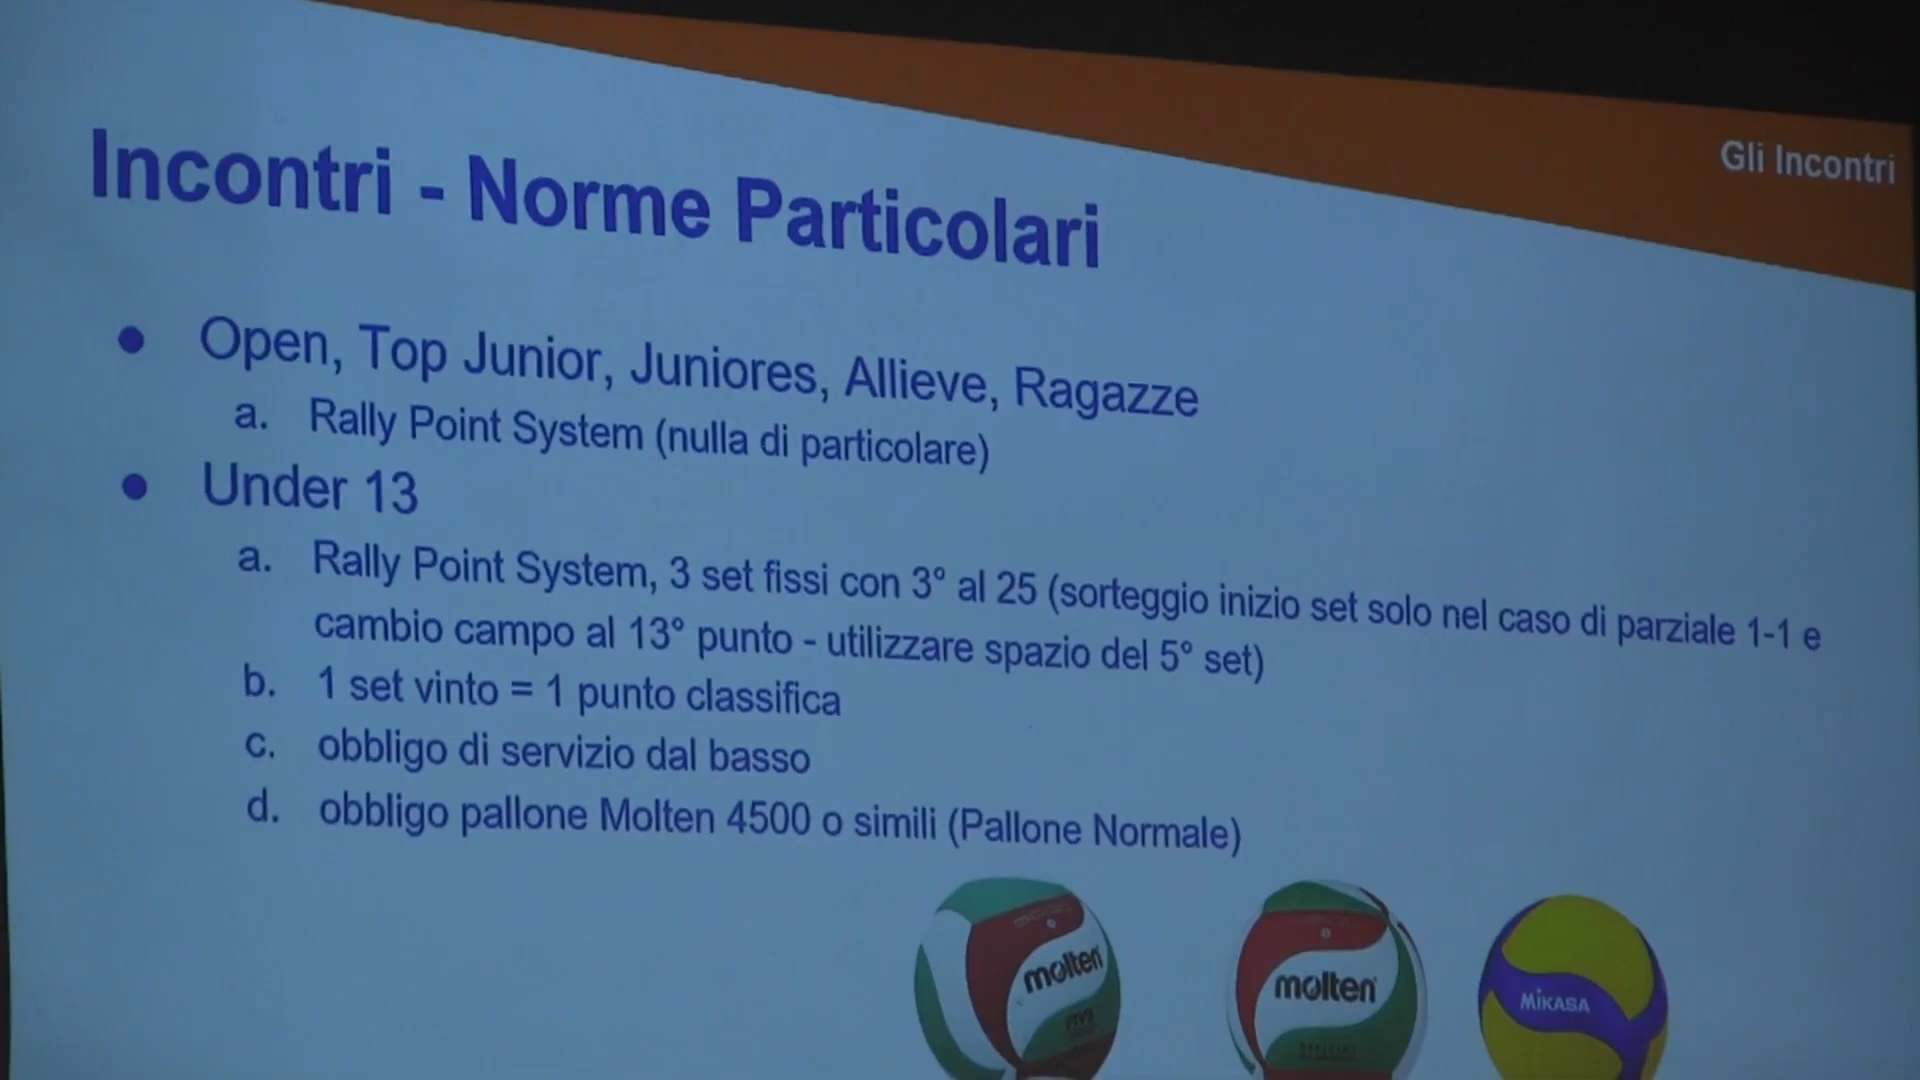 Gli Incontri
Incontri - Norme Particolari
● Open, Top Junior, Juniores, Allieve, Ragazze
a. Rally Point System (nulla di particolare)
● Under 13
a. Rally Point System, 3 set fissi con 3° al 25 (sorteggio inizio set solo nel caso di parziale 1-1 e
cambio campo al 13° punto - utilizzare spazio del 5° set)
b. 1 set vinto = 1 punto classifica
c. obbligo di servizio dal basso
d. obbligo pallone Molten 4500 o simili (Pallone Normale)
molten
molten
MIKASA